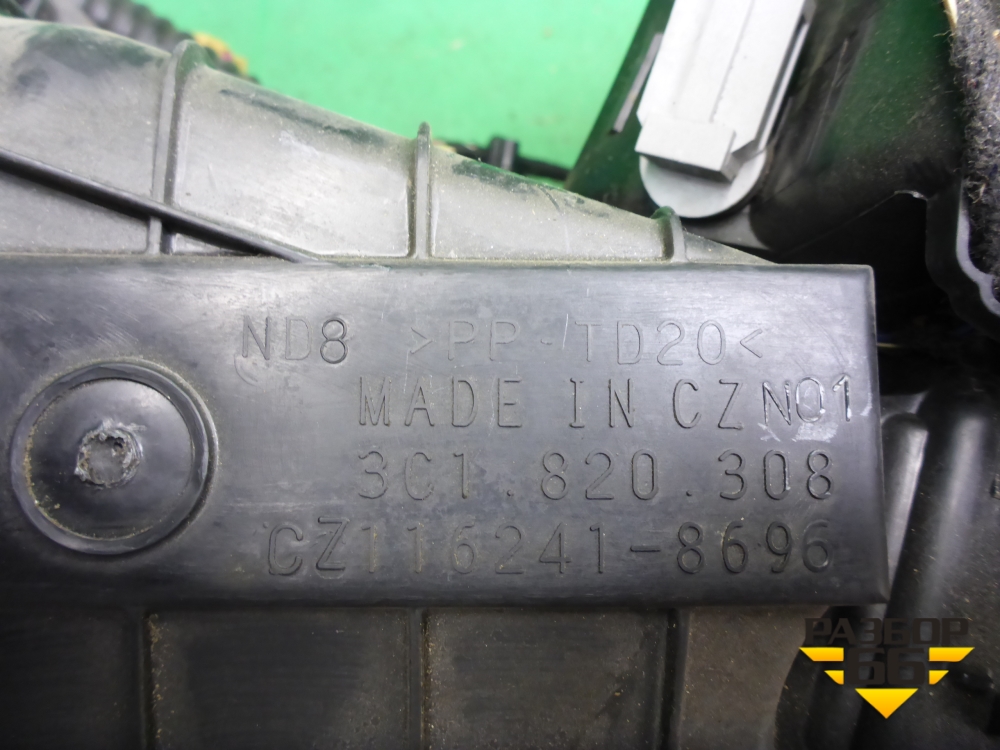 ND8 >PP-TD20<
MADE IN CZ N01
3C1.820.308
CZ116241-8696
РАЗБОР
66